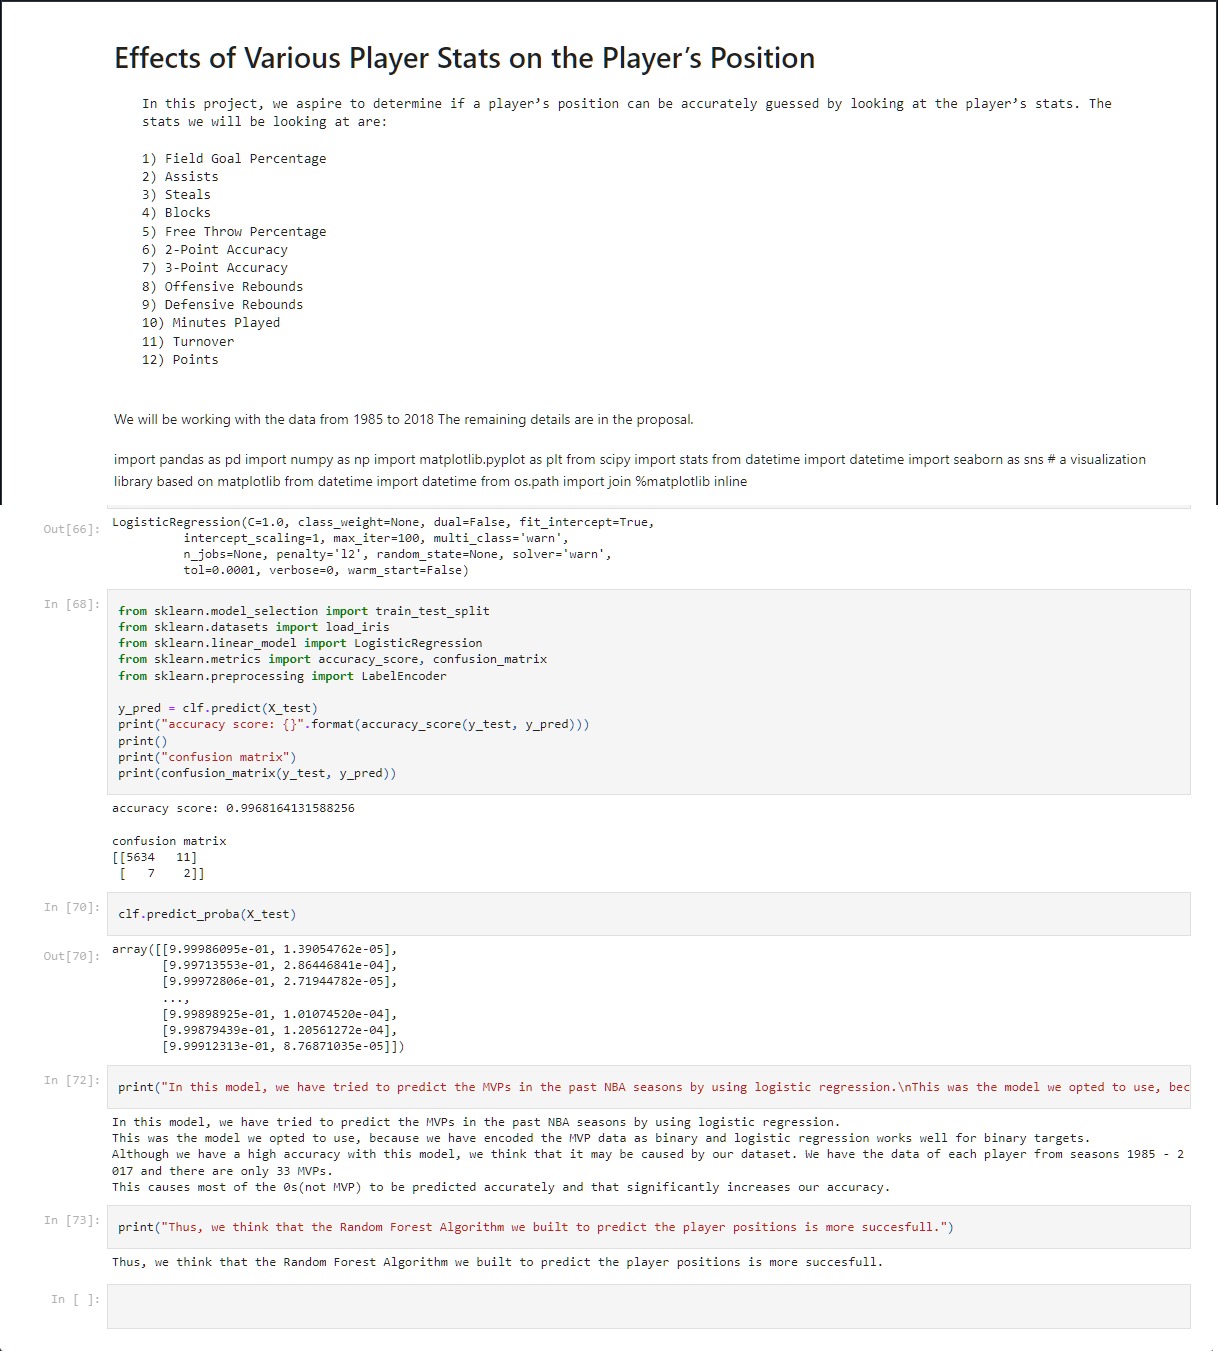 Effects of Various Player Stats on the Player’s Position
In this project, we aspire to determine if a player’s position can be accurately guessed by looking at the player’s stats. The
stats we will be looking at are:
1) Field Goal Percentage
2) Assists
3) Steals
4) Blocks
5) Free Throw Percentage
6) 2-Point Accuracy
7) 3-Point Accuracy
8) Offensive Rebounds
9) Defensive Rebounds
10) Minutes Played
11) Turnover
12) Points
We will be working with the data from 1985 to 2018 The remaining details are in the proposal.
import pandas as pd import numpy as np import matplotlib.pyplot as plt from scipy import stats from datetime import datetime import seaborn as sns # a visualization
library based on matplotlib from datetime import datetime from os.path import join %matplotlib inline
Out[66]: LogisticRegression(C=1.0, class_weight=None, dual=False, fit_intercept=True,
intercept_scaling=1, max_iter=100, multi_class='warn',
n_jobs=None, penalty='l2', random_state=None, solver='warn',
tol=0.0001, verbose=0, warm_start=False)
In [68]: from sklearn.model_selection import train_test_split
from sklearn.datasets import load_iris
from sklearn.linear_model import LogisticRegression
from sklearn.metrics import accuracy_score, confusion_matrix
from sklearn.preprocessing import LabelEncoder
y_pred = clf.predict(X_test)
print("accuracy score: {}".format(accuracy_score(y_test, y_pred)))
print()
print("confusion matrix")
print(confusion_matrix(y_test, y_pred))
accuracy score: 0.9968164131588256
confusion matrix
[[5634   11]
[   7    2]]
In [70]: clf.predict_proba(X_test)
Out[70]: array([[9.99986095e-01, 1.39054762e-05],
[9.99713553e-01, 2.86446841e-04],
[9.99972806e-01, 2.71944782e-05],
...,
[9.99898925e-01, 1.01074520e-04],
[9.99879439e-01, 1.20561272e-04],
[9.99912313e-01, 8.76871035e-05]])
In [72]: print("In this model, we have tried to predict the MVPs in the past NBA seasons by using logistic regression.\nThis was the model we opted to use, bec
In this model, we have tried to predict the MVPs in the past NBA seasons by using logistic regression.
This was the model we opted to use, because we have encoded the MVP data as binary and logistic regression works well for binary targets.
Although we have a high accuracy with this model, we think that it may be caused by our dataset. We have the data of each player from seasons 1985 - 2
017 and there are only 33 MVPs.
This causes most of the 0s(not MVP) to be predicted accurately and that significantly increases our accuracy.
In [73]: print("Thus, we think that the Random Forest Algorithm we built to predict the player positions is more succesfull.")
Thus, we think that the Random Forest Algorithm we built to predict the player positions is more succesfull.
In [ ]: